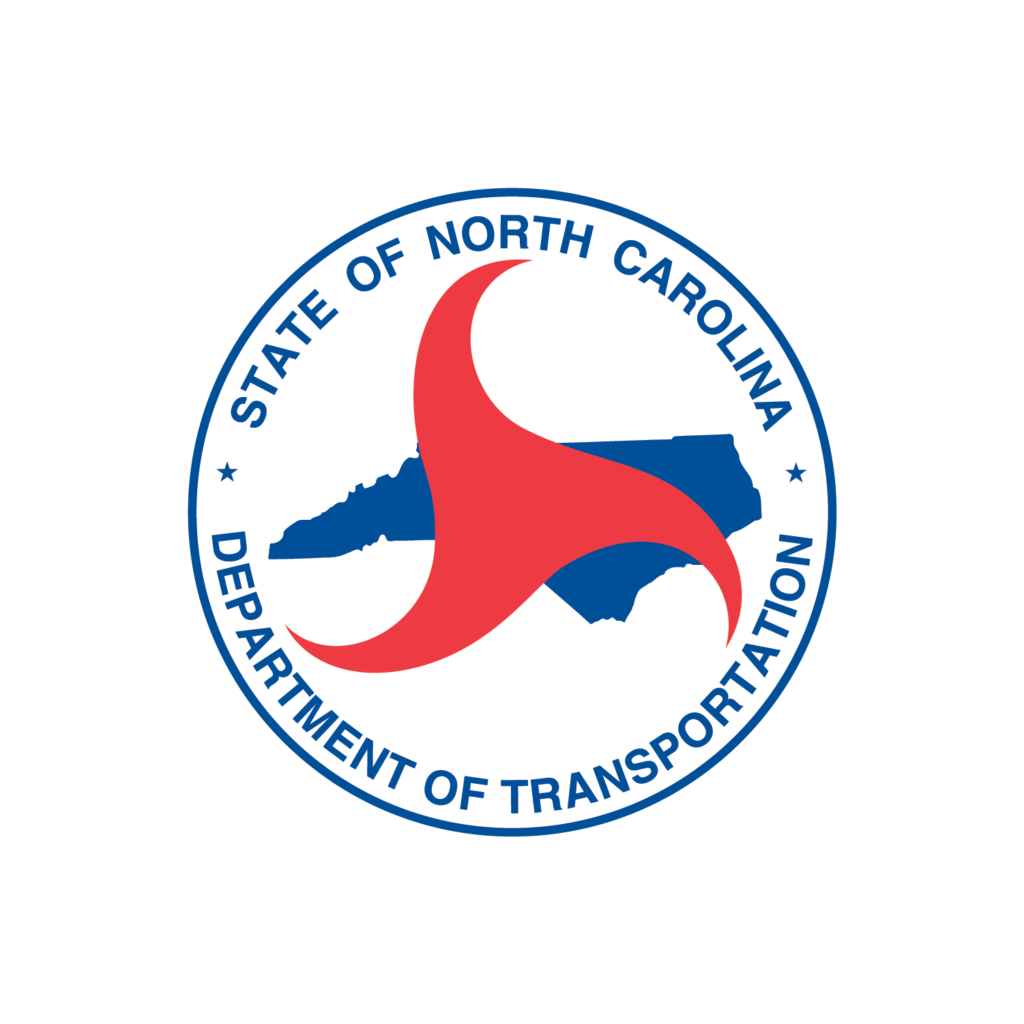 STATE OF NORTH CAROLINA
DEPARTMENT OF TRANSPORTATION